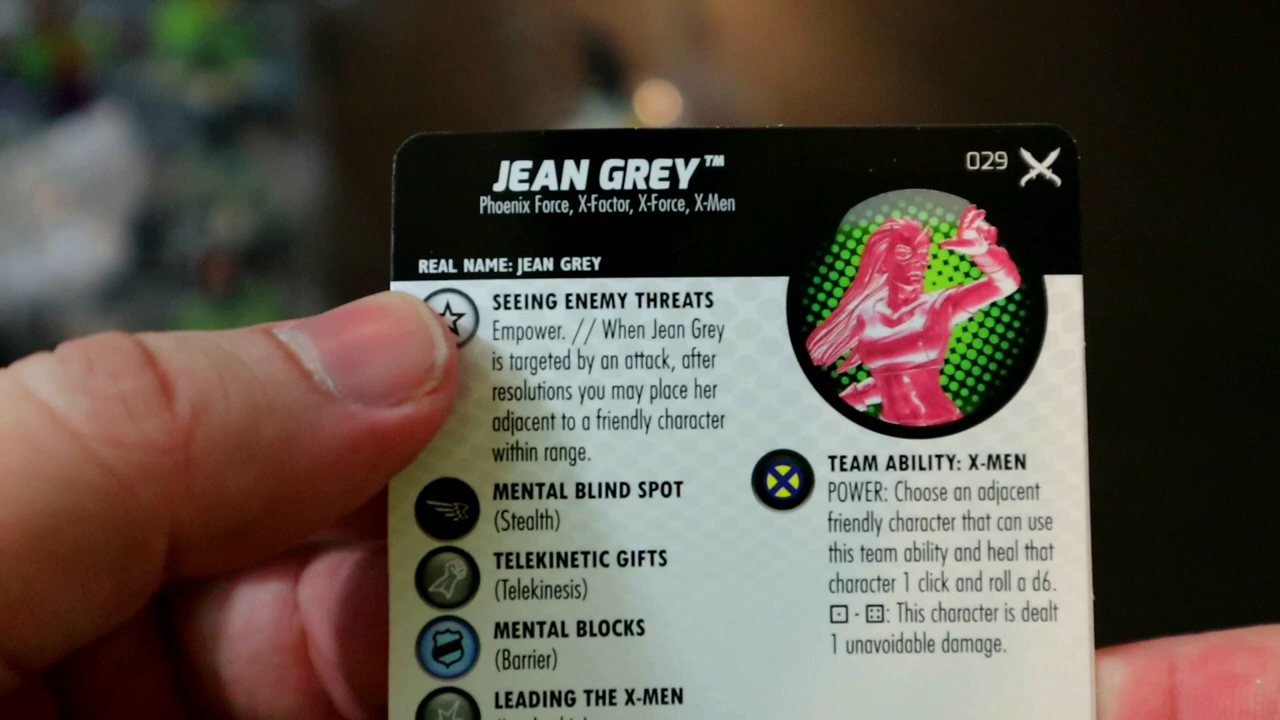 JEAN GREY™
Phoenix Force, X-Factor, X-Force, X-Men
029
REAL NAME: JEAN GREY
SEEING ENEMY THREATS
Empower. // When Jean Grey
is targeted by an attack, after
resolutions you may place her
adjacent to a friendly character
within range.
MENTAL BLIND SPOT
(Stealth)
TELEKINETIC GIFTS
(Telekinesis)
MENTAL BLOCKS
(Barrier)
LEADING THE X-MEN
TEAM ABILITY: X-MEN
POWER: Choose an adjacent
friendly character that can use
this team ability and heal that
character 1 click and roll a d6.
⚀ - ⚃: This character is dealt
1 unavoidable damage.